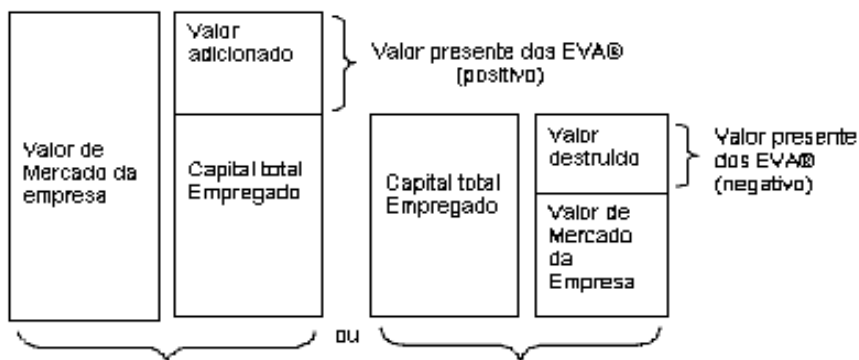 Valor
adicionado
Valor presente dos EVA®
(positivo)
Valor de
Mercado da
empresa
Capital total
Empregado
Capital total
Empregado
Valor
destruído
Valor presente
dos EVA®
(negativo)
Valor de
Mercado
da
Empresa
ou